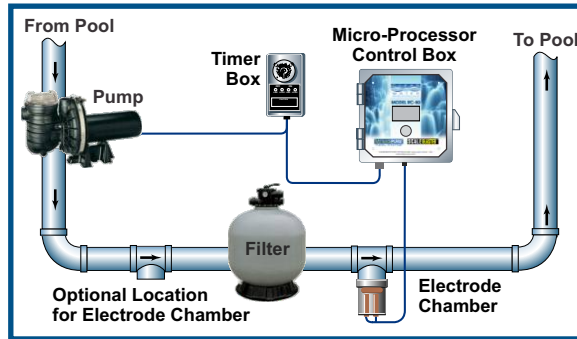 From Pool
Timer
Box
Micro-Processor
Control Box
To Pool
Pump
Filter
Optional Location
for Electrode Chamber
Electrode
Chamber